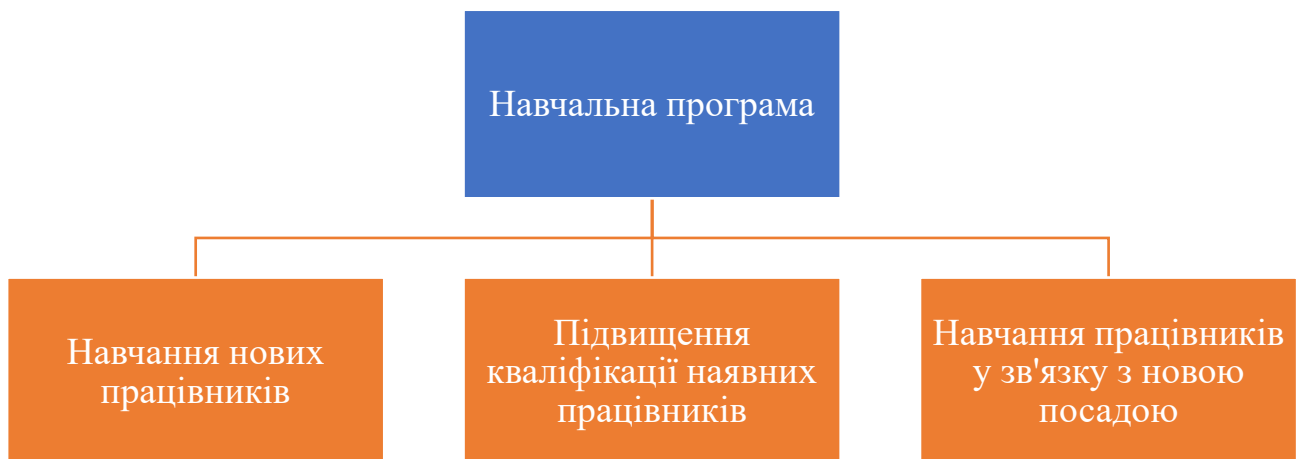 Навчальна програма
Навчання нових
працівників
Підвищення
кваліфікації наявних
працівників
Навчання працівників
у зв'язку з новою
посадою